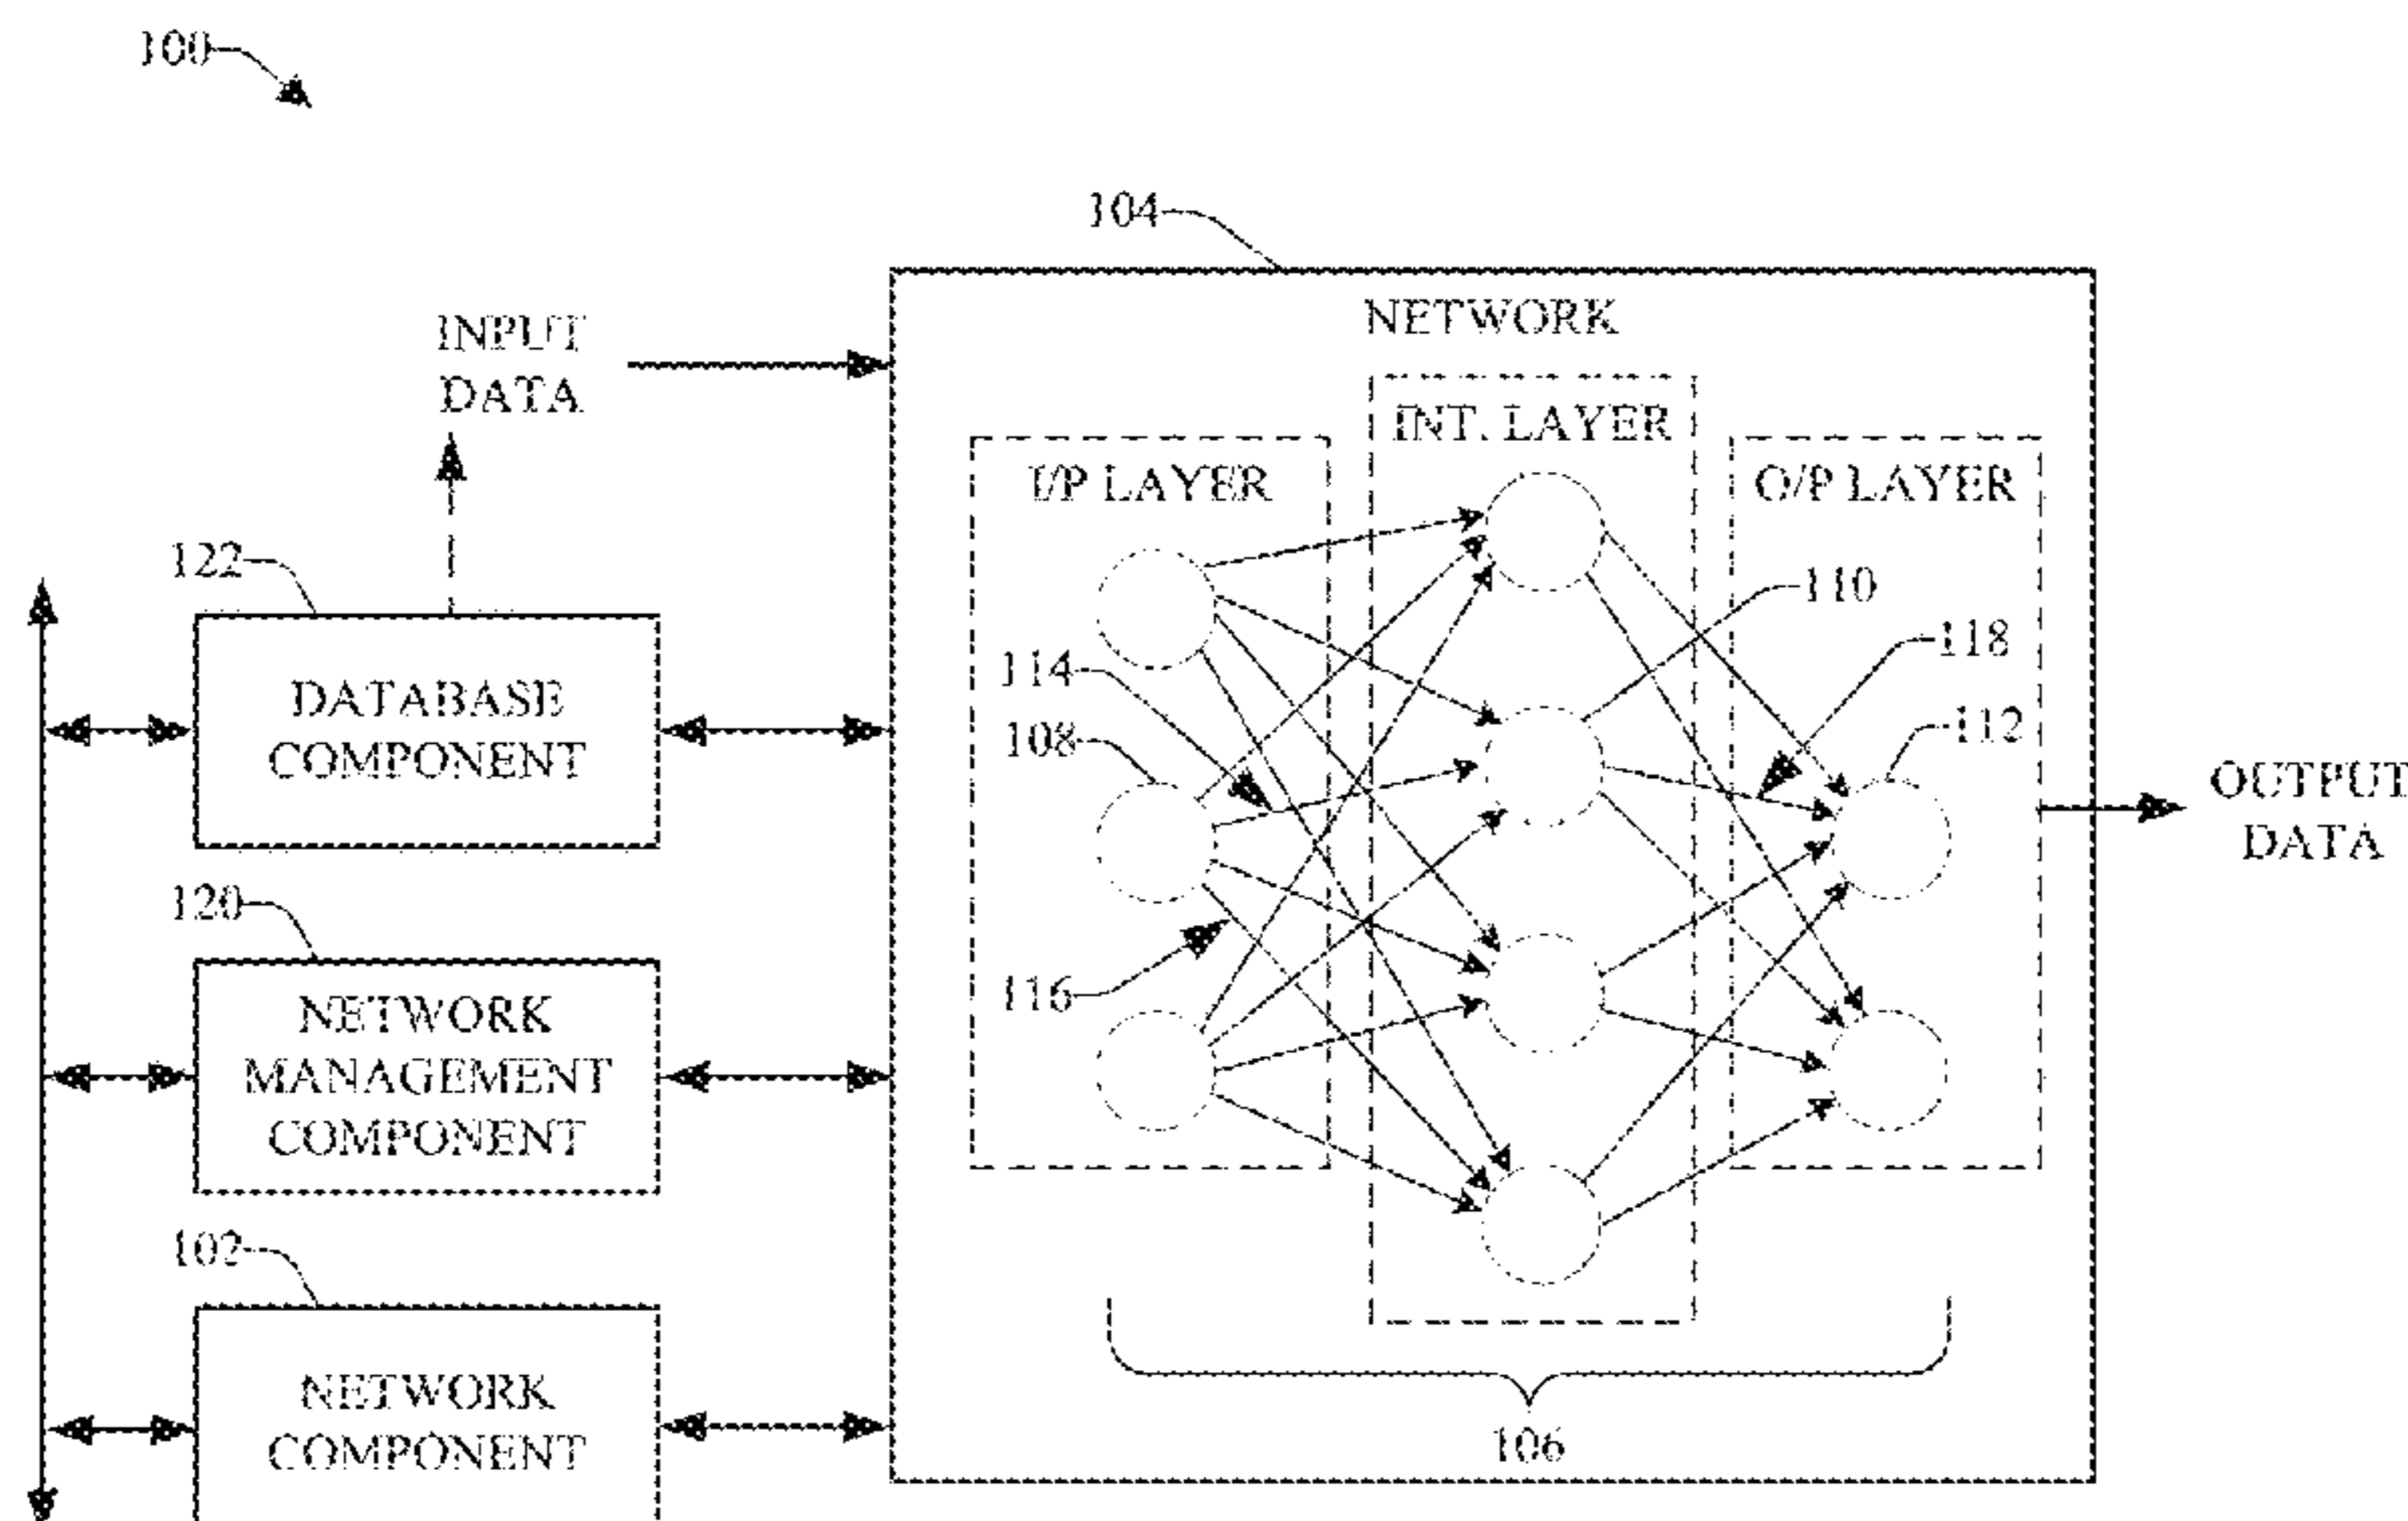 100
104
NETWORK
INPUT
DATA
INT. LAYER
I/P LAYER
O/P LAYER
122
110
118
114
DATABASE
COMPONENT
108
112
OUTPUT
DATA
120
116
NETWORK
MANAGEMENT
COMPONENT
102
NETWORK
COMPONENT
106